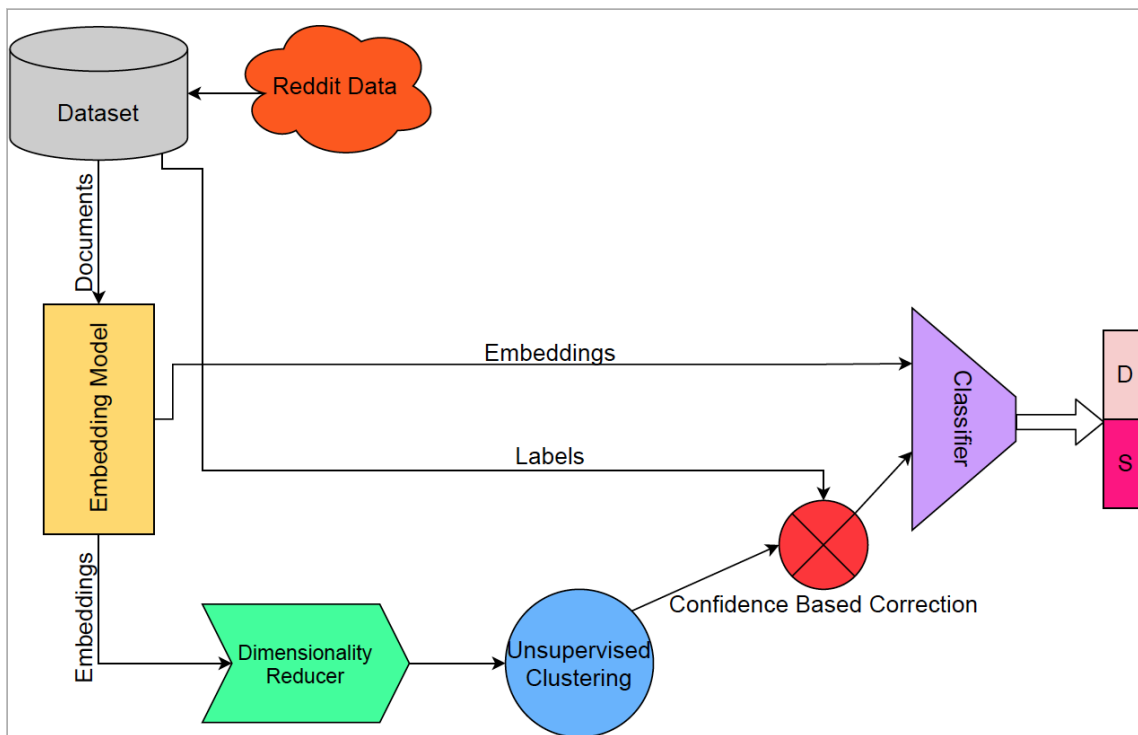 Reddit Data
Dataset
Documents
Embedding Model
Embeddings
Classifier
D
S
Labels
Confidence Based Correction
Embeddings
Dimensionality
Reducer
Unsupervised
Clustering